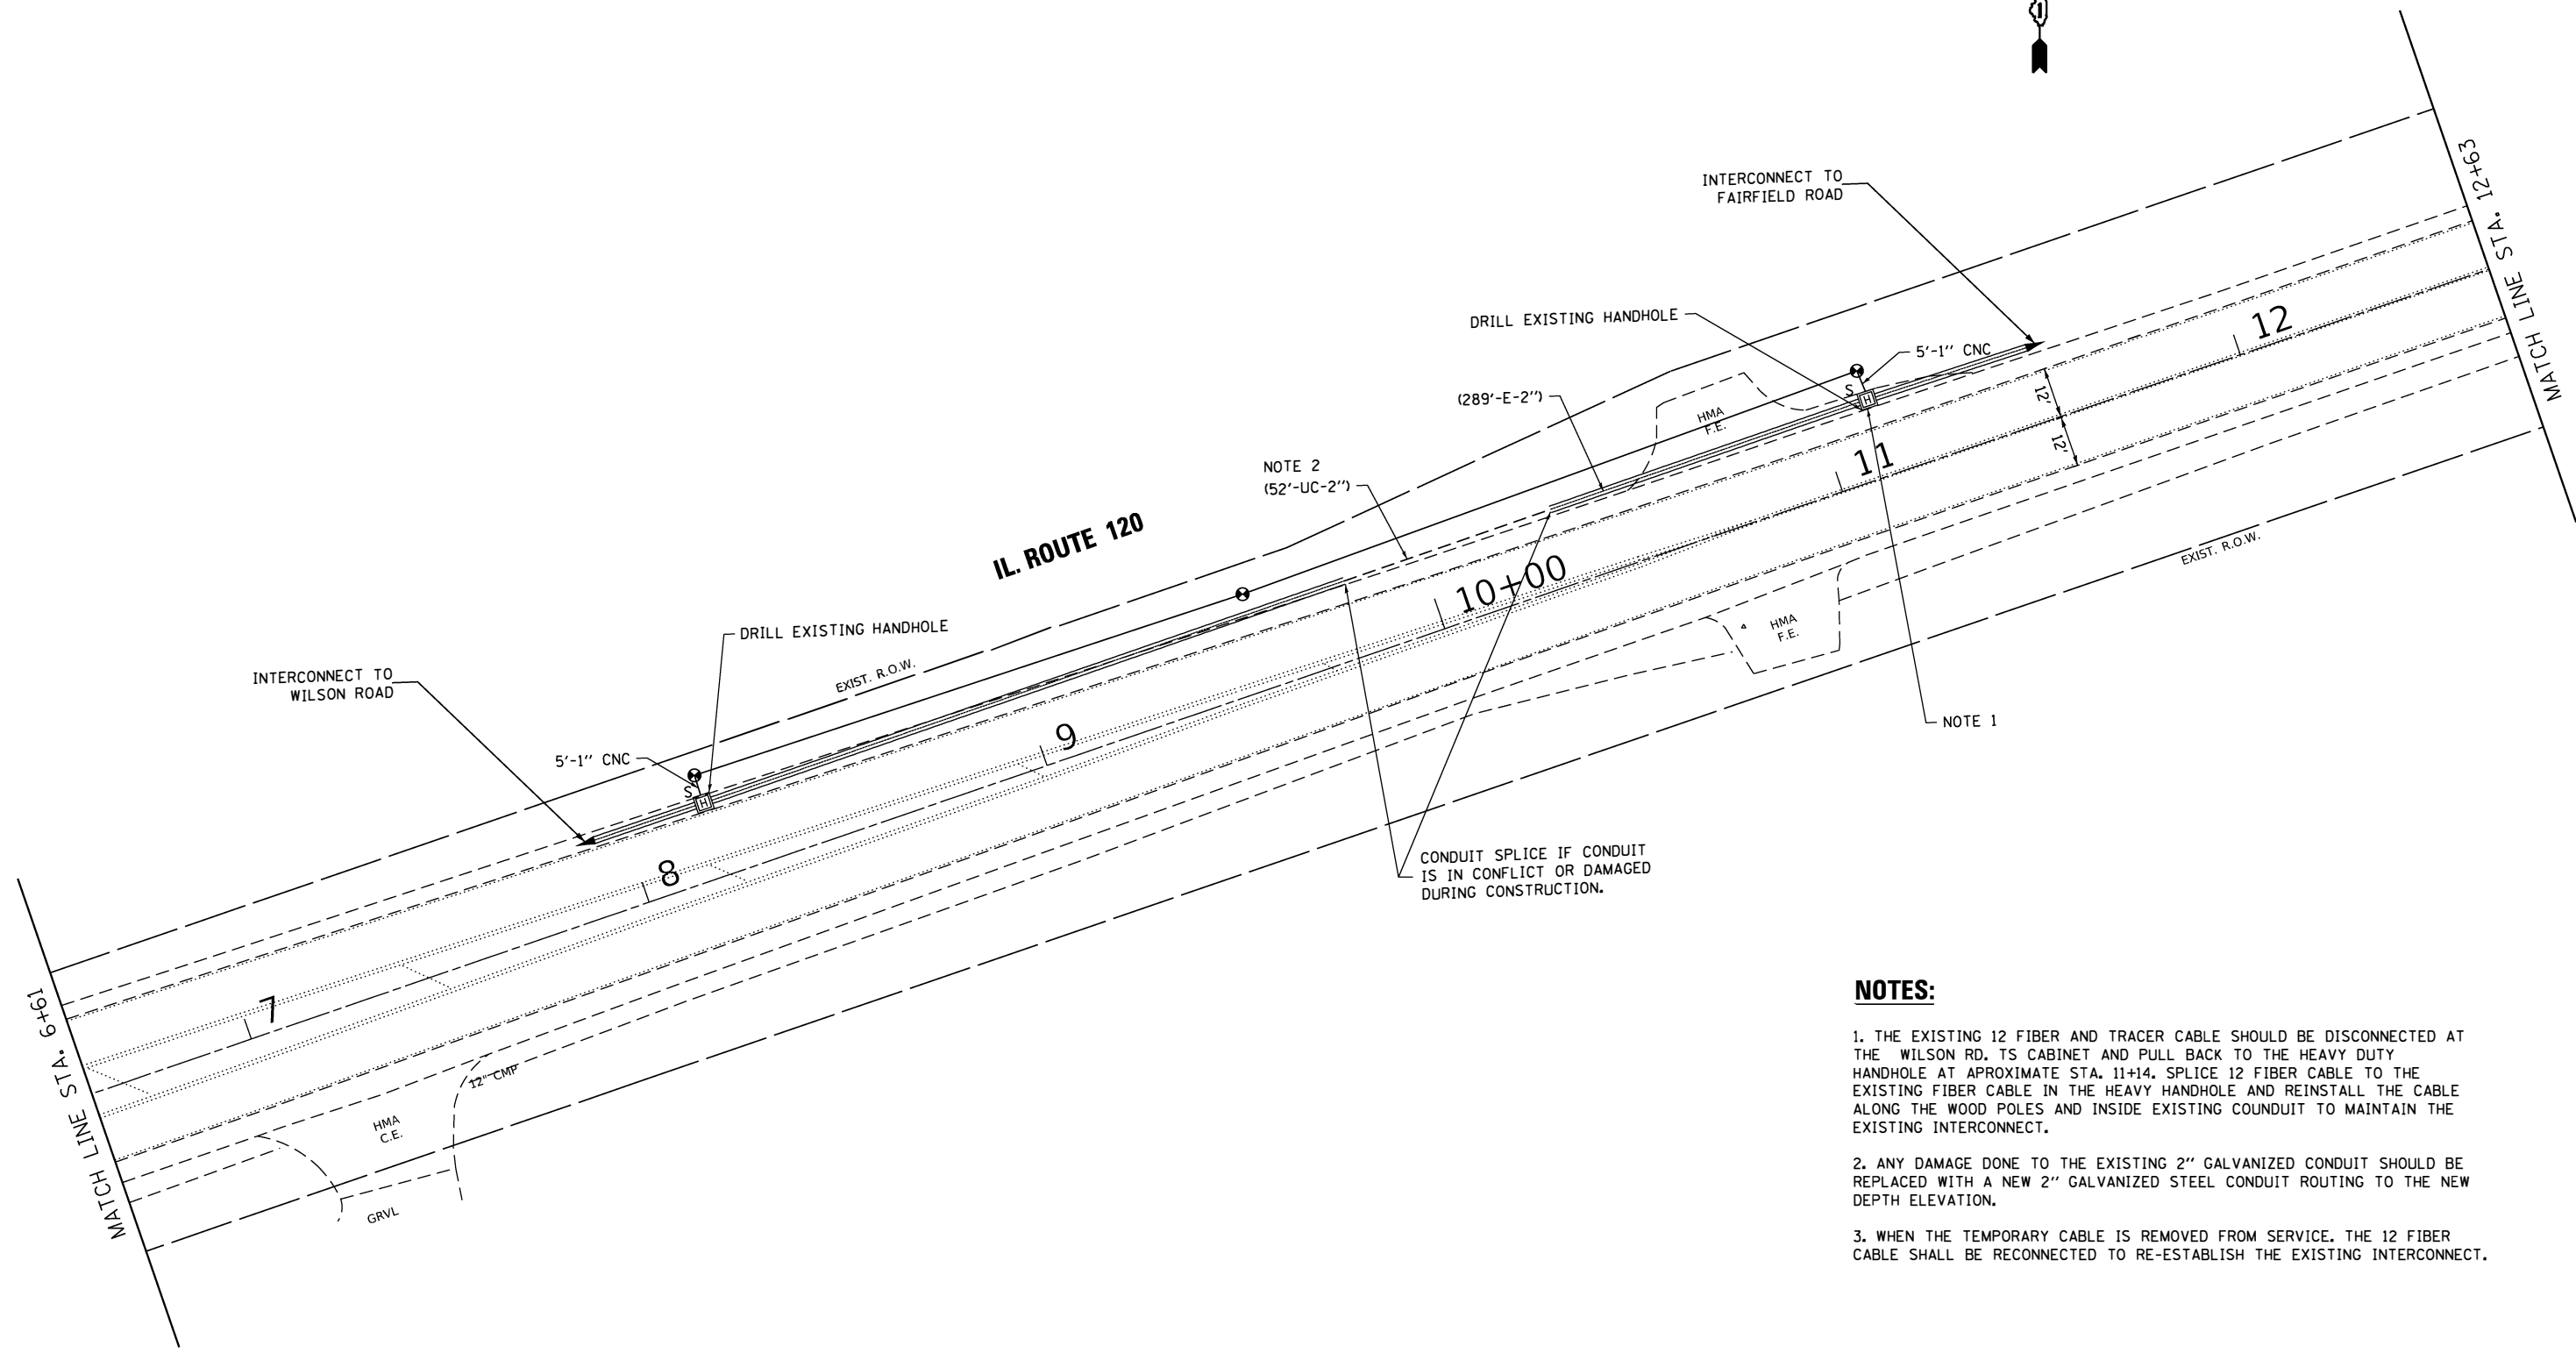 MATCH LINE STA. 12+63
INTERCONNECT TO
FAIRFIELD ROAD
DRILL EXISTING HANDHOLE
5'-1" CNC
S
H
12
12'
12'
(289'-E-2")
HMA
F.E.
11
NOTE 2
(52'-UC-2")
IL. ROUTE 120
10+00
EXIST. R.O.W.
HMA
F.E.
DRILL EXISTING HANDHOLE
EXIST. R.O.W.
INTERCONNECT TO
WILSON ROAD
NOTE 1
5'-1" CNC
S
H
9
8
CONDUIT SPLICE IF CONDUIT
IS IN CONFLICT OR DAMAGED
DURING CONSTRUCTION.
7
MATCH LINE STA. 6+61
12" CMP
HMA
C.E.
GRVL
NOTES:
1. THE EXISTING 12 FIBER AND TRACER CABLE SHOULD BE DISCONNECTED AT
THE WILSON RD. TS CABINET AND PULL BACK TO THE HEAVY DUTY
HANDHOLE AT APROXIMATE STA. 11+14. SPLICE 12 FIBER CABLE TO THE
EXISTING FIBER CABLE IN THE HEAVY HANDHOLE AND REINSTALL THE CABLE
ALONG THE WOOD POLES AND INSIDE EXISTING COUNDUIT TO MAINTAIN THE
EXISTING INTERCONNECT.
2. ANY DAMAGE DONE TO THE EXISTING 2" GALVANIZED CONDUIT SHOULD BE
REPLACED WITH A NEW 2" GALVANIZED STEEL CONDUIT ROUTING TO THE NEW
DEPTH ELEVATION.
3. WHEN THE TEMPORARY CABLE IS REMOVED FROM SERVICE. THE 12 FIBER
CABLE SHALL BE RECONNECTED TO RE-ESTABLISH THE EXISTING INTERCONNECT.